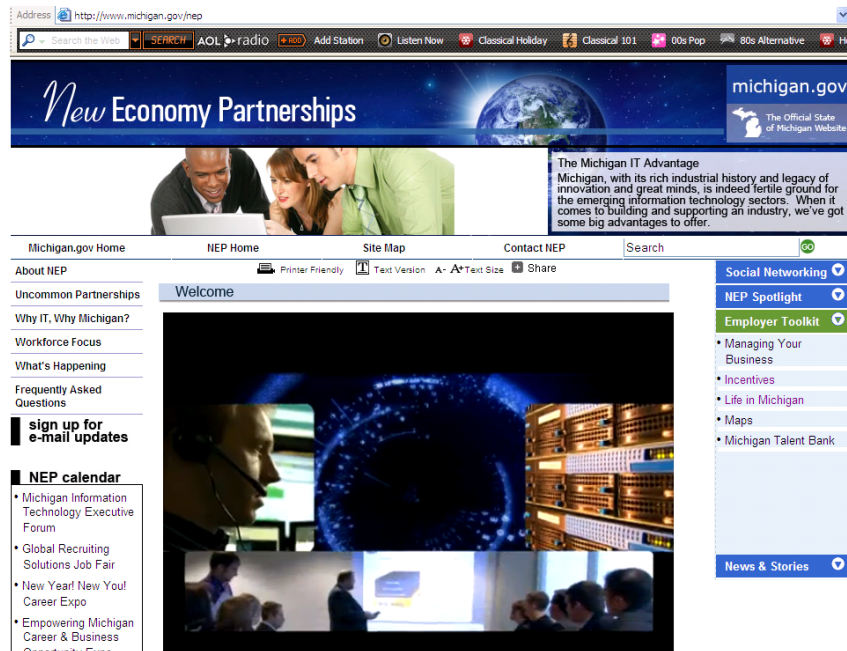 Address http://www.michigan.gov/nep
Search the Web SEARCH AOL radio +ADD Add Station Listen Now Classical Holiday Classical 101 00s Pop 80s Alternative
New Economy Partnerships
michigan.gov
The Official State
of Michigan Website
The Michigan IT Advantage
Michigan, with its rich industrial history and legacy of
innovation and great minds, is indeed fertile ground for
the emerging information technology sectors. When it
comes to building and supporting an industry, we've got
some big advantages to offer.
Michigan.gov Home NEP Home Site Map Contact NEP Search GO
Printer Friendly T Text Version A- A+ Text Size Share
About NEP
Uncommon Partnerships
Why IT, Why Michigan?
Workforce Focus
What's Happening
Frequently Asked
Questions
sign up for
e-mail updates
NEP calendar
• Michigan Information
Technology Executive
Forum
• Global Recruiting
Solutions Job Fair
• New Year! New You!
Career Expo
• Empowering Michigan
Career & Business
Opportunity Expo
Welcome
Social Networking
NEP Spotlight
Employer Toolkit
• Managing Your
Business
• Incentives
• Life in Michigan
• Maps
• Michigan Talent Bank
News & Stories